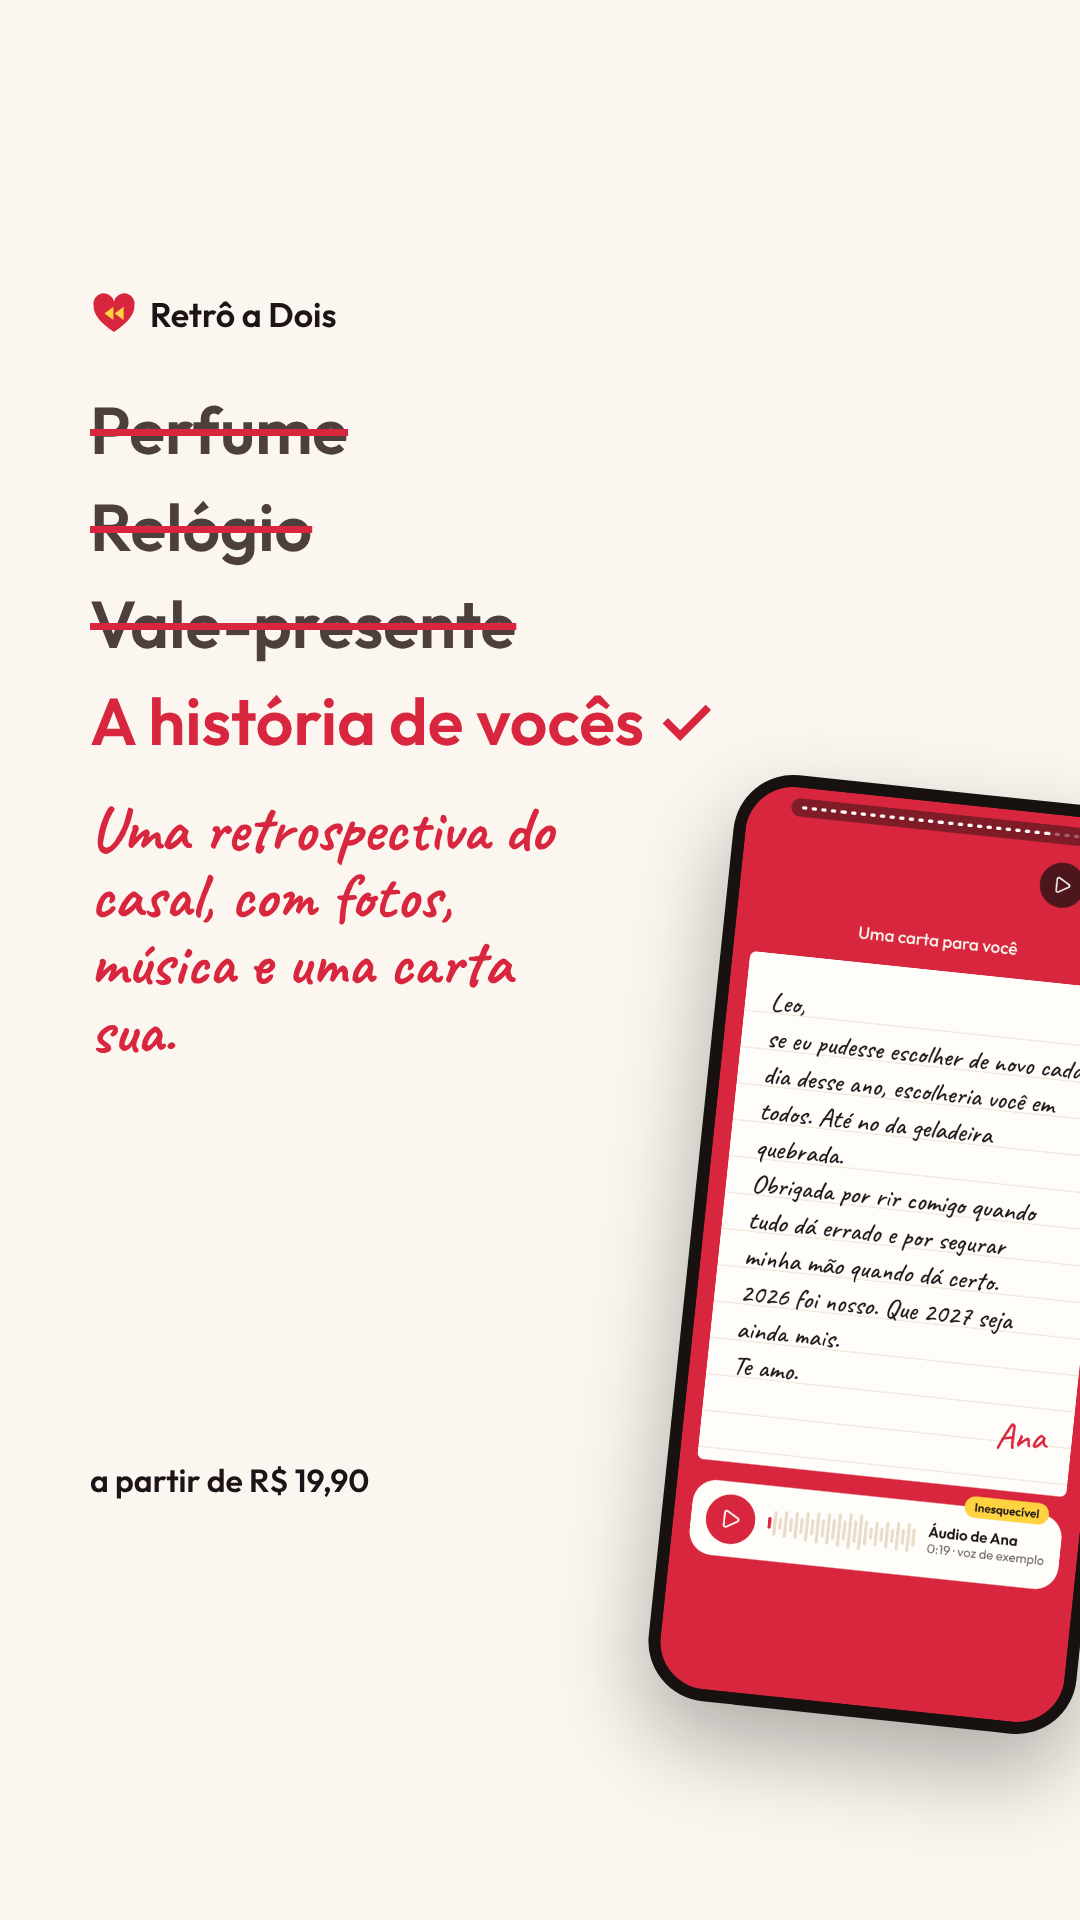 Retrô a Dois
Perfume
Relógio
Vale-presente
A história de vocês
Uma retrospectiva do
casal, com fotos,
música e uma carta
sua.
Uma carta para você
Leo,
se eu pudesse escolher de novo cada
dia desse ano, escolheria você em
todos. Até no da geladeira
quebrada.
Obrigada por rir comigo quando
tudo dá errado e por segurar
minha mão quando dá certo.
2026 foi nosso. Que 2027 seja
ainda mais.
Te amo.
Ana
a partir de R$ 19,90
Inesquecível
Áudio de Ana
0:19 · voz de exemplo